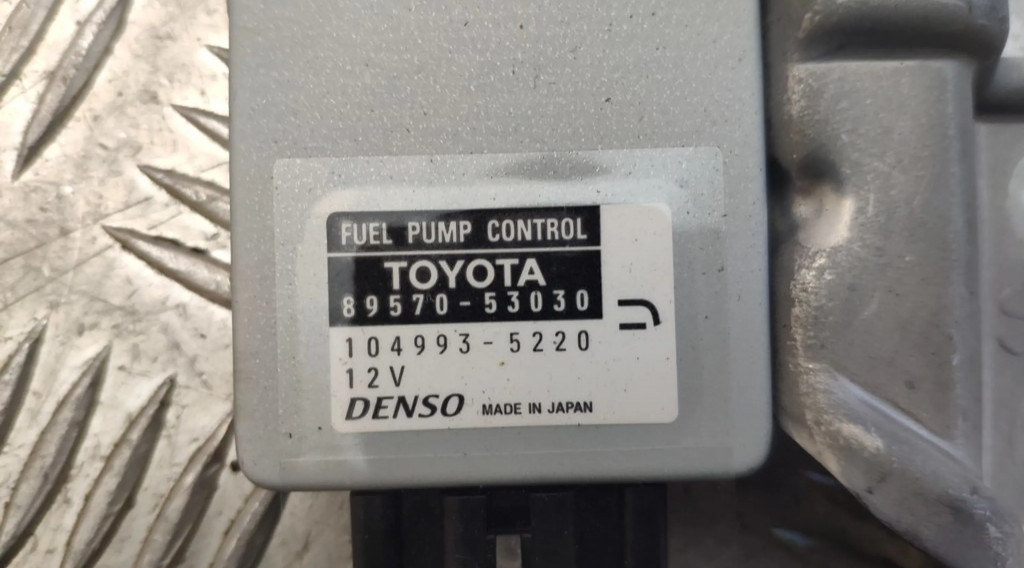 FUEL PUMP CONTROL
TOYOTA
89570-53030
104993-5220
12V
DENSO MADE IN JAPAN